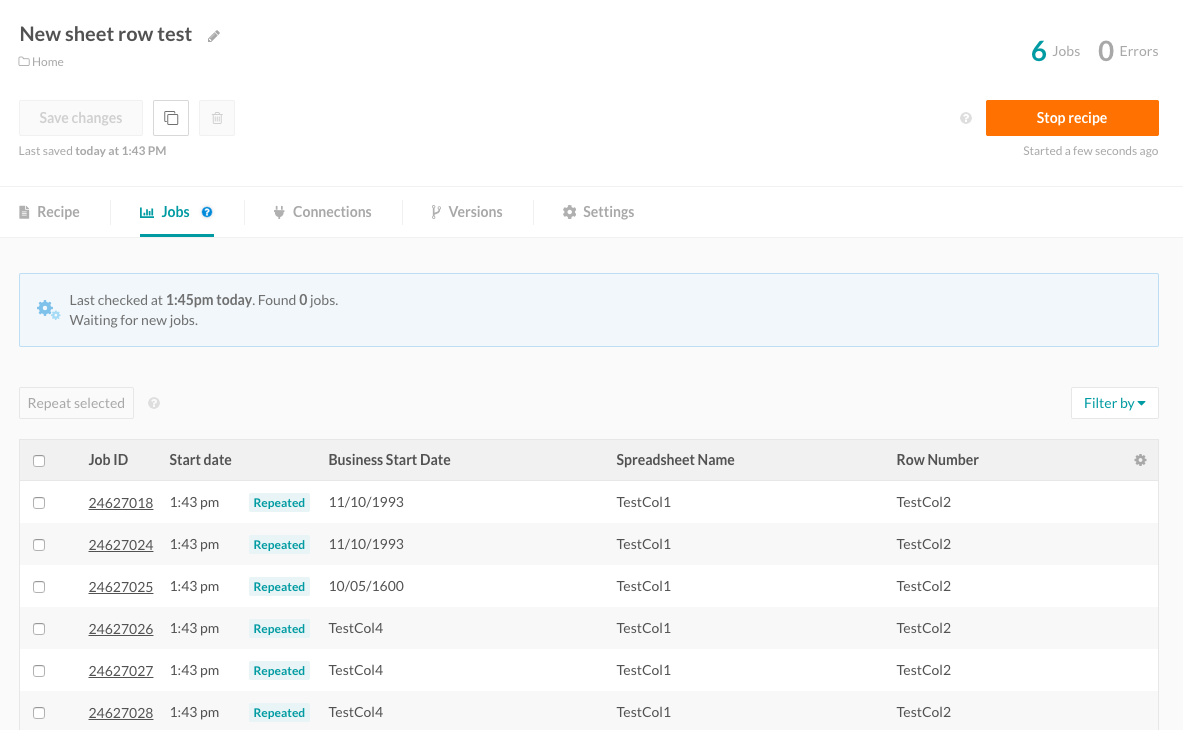 New sheet row test
Home
6 Jobs 0 Errors
Save changes
Stop recipe
Last saved today at 1:43 PM
Started a few seconds ago
Recipe Jobs Connections Versions Settings
Last checked at 1:45pm today. Found 0 jobs.
Waiting for new jobs.
Repeat selected
Filter by
Job ID Start date Business Start Date Spreadsheet Name Row Number
24627018 1:43 pm Repeated 11/10/1993 TestCol1 TestCol2
24627024 1:43 pm Repeated 11/10/1993 TestCol1 TestCol2
24627025 1:43 pm Repeated 10/05/1600 TestCol1 TestCol2
24627026 1:43 pm Repeated TestCol4 TestCol1 TestCol2
24627027 1:43 pm Repeated TestCol4 TestCol1 TestCol2
24627028 1:43 pm Repeated TestCol4 TestCol1 TestCol2